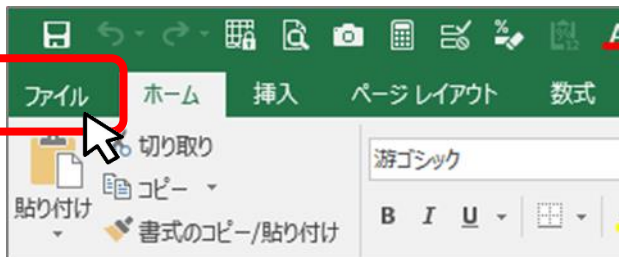 ファイル ホーム 挿入 ページ レイアウト 数式
切り取り
コピー
貼り付け
書式のコピー/貼り付け
游ゴシック
B I U